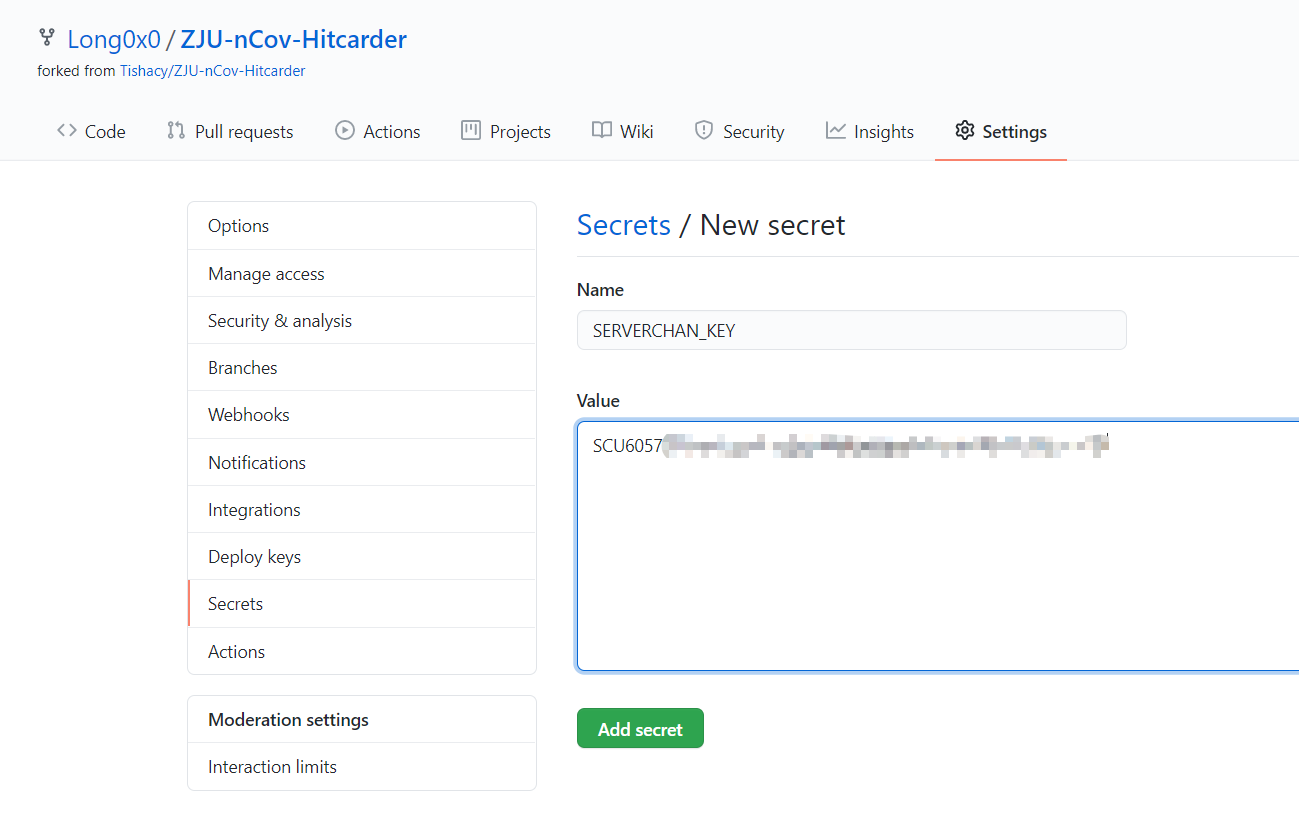 Long0x0 / ZJU-nCov-Hitcarder
forked from Tishacy/ZJU-nCov-Hitcarder
Code Pull requests Actions Projects Wiki Security Insights Settings
Options
Manage access
Security & analysis
Branches
Webhooks
Notifications
Integrations
Deploy keys
Secrets
Actions
Moderation settings
Interaction limits
Secrets / New secret
Name
SERVERCHAN_KEY
Value
SCU6057
Add secret